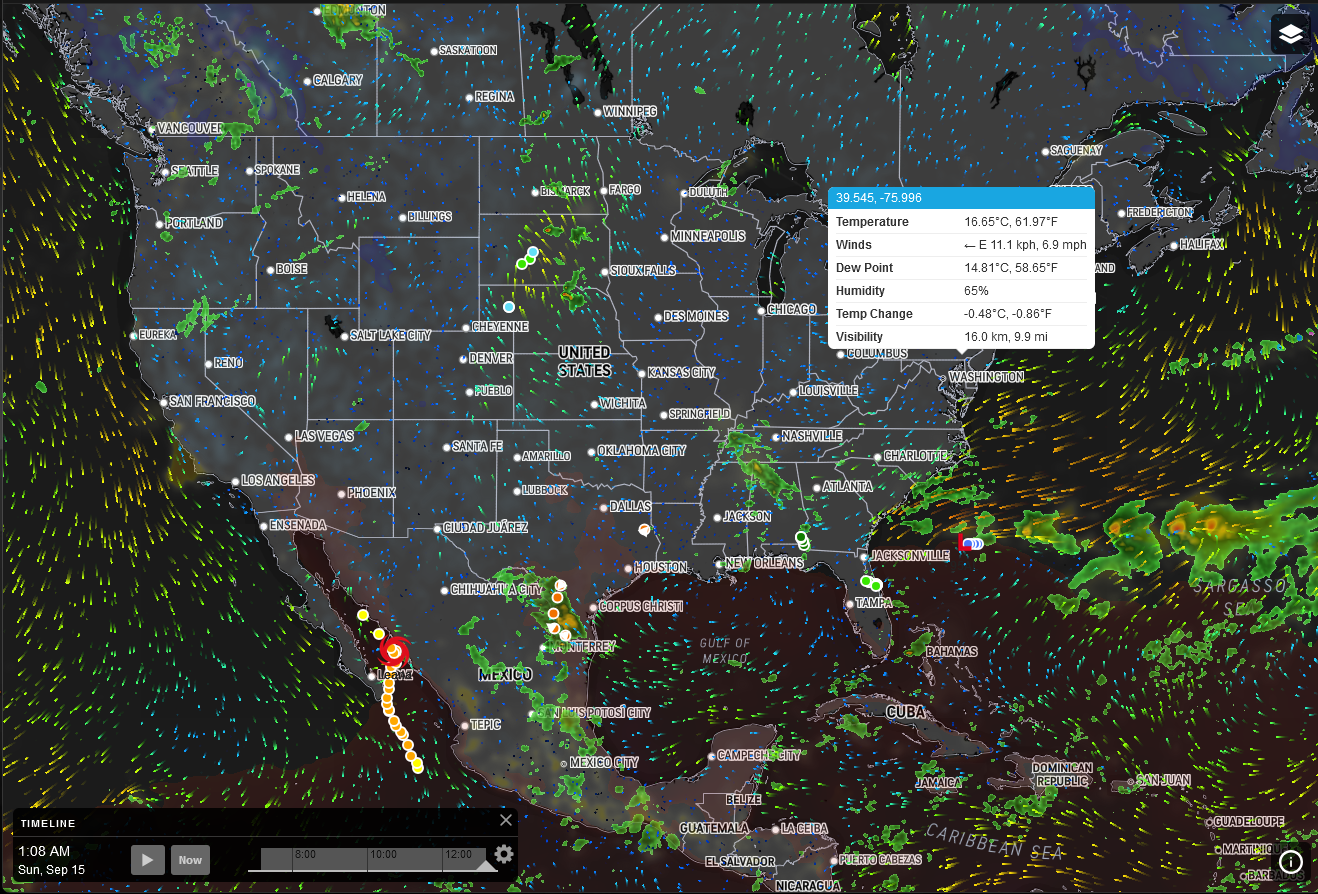 EDMONTON
SASKATOON
CALGARY
REGINA
WINNIPEG
VANCOUVER
SAGUENAY
SEATTLE
SPOKANE
BISMARCK
FARGO
DULUTH
HELENA
BILLINGS
FREDERICTON
PORTLAND
MINNEAPOLIS
HALIFAX
BOISE
SIOUX FALLS
39.545, -75.996
Temperature 16.65°C, 61.97°F
Winds ← E 11.1 kph, 6.9 mph
Dew Point 14.81°C, 58.65°F
Humidity 65%
Temp Change -0.48°C, -0.86°F
Visibility 16.0 km, 9.9 mi
CHICAGO
DES MOINES
CHEYENNE
EUREKA
SALT LAKE CITY
COLUMBUS
UNITED
STATES
DENVER
RENO
KANSAS CITY
WASHINGTON
PUEBLO
LOUISVILLE
SAN FRANCISCO
WICHITA
SPRINGFIELD
LAS VEGAS
NASHVILLE
SANTA FE
AMARILLO
OKLAHOMA CITY
CHARLOTTE
LOS ANGELES
PHOENIX
LUBBOCK
ATLANTA
DALLAS
ENSENADA
CIUDAD JUÁREZ
JACKSON
JACKSONVILLE
HOUSTON
NEW ORLEANS
CHIHUAHUA CITY
SARGASSO
CORPUS CHRISTI
TAMPA
MONTERREY
GULF OF
MEXICO
BAHAMAS
Leana
MEXICO
SAN LUIS POTOSÍ CITY
CUBA
TEPIC
MEXICO CITY
CAMPECHE CITY
DOMINICAN
REPUBLIC
JAMAICA
SAN JUAN
BELIZE
GUATEMALA
LA CEIBA
CARIBBEAN SEA
GUADELOUPE
MARTINIQUE
EL SALVADOR
PUERTO CABEZAS
BARBADOS
NICARAGUA
TIMELINE
1:08 AM
Sun, Sep 15
Now
8:00
10:00
12:00